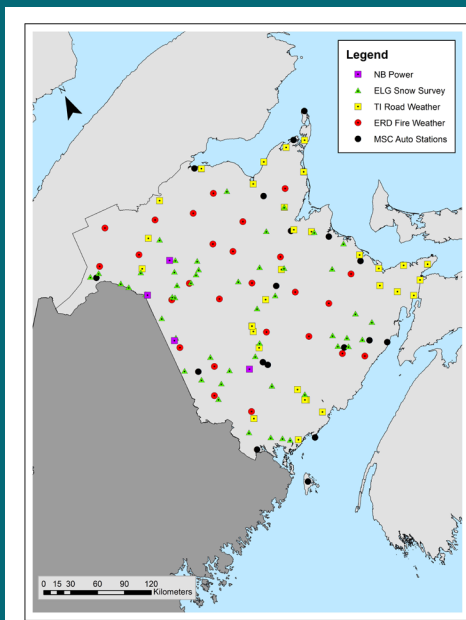 Legend
NB Power
ELG Snow Survey
TI Road Weather
ERD Fire Weather
MSC Auto Stations
0 15 30 60 90 120
Kilometers